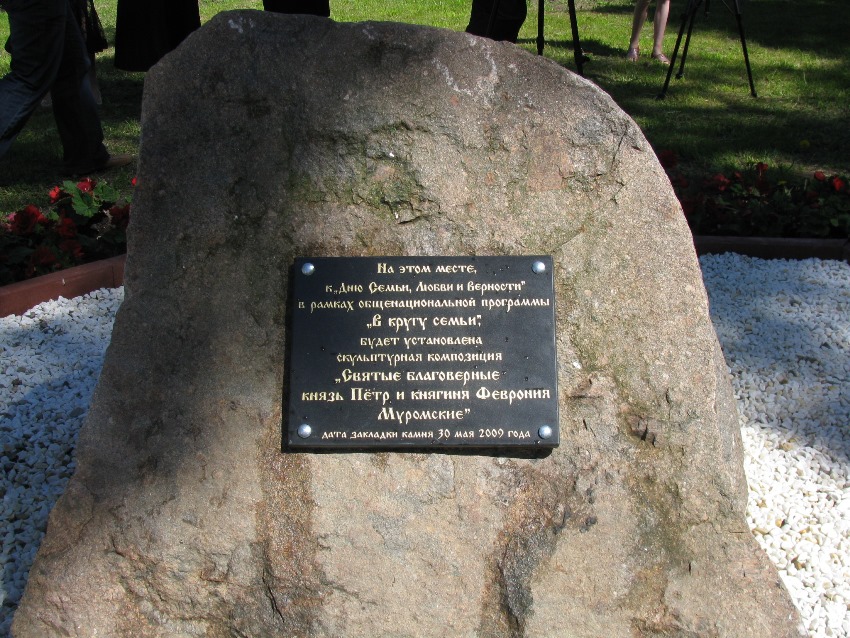 На этом месте,
к „Дню Семьи, Любви и Верности"
в рамках общенациональной программы
„В кругу семьи",
будет установлена
скульптурная композиция
„Святые благоверные
князь Пётр и княгиня Феврония
Муромские"
дата закладки камня 30 мая 2009 года